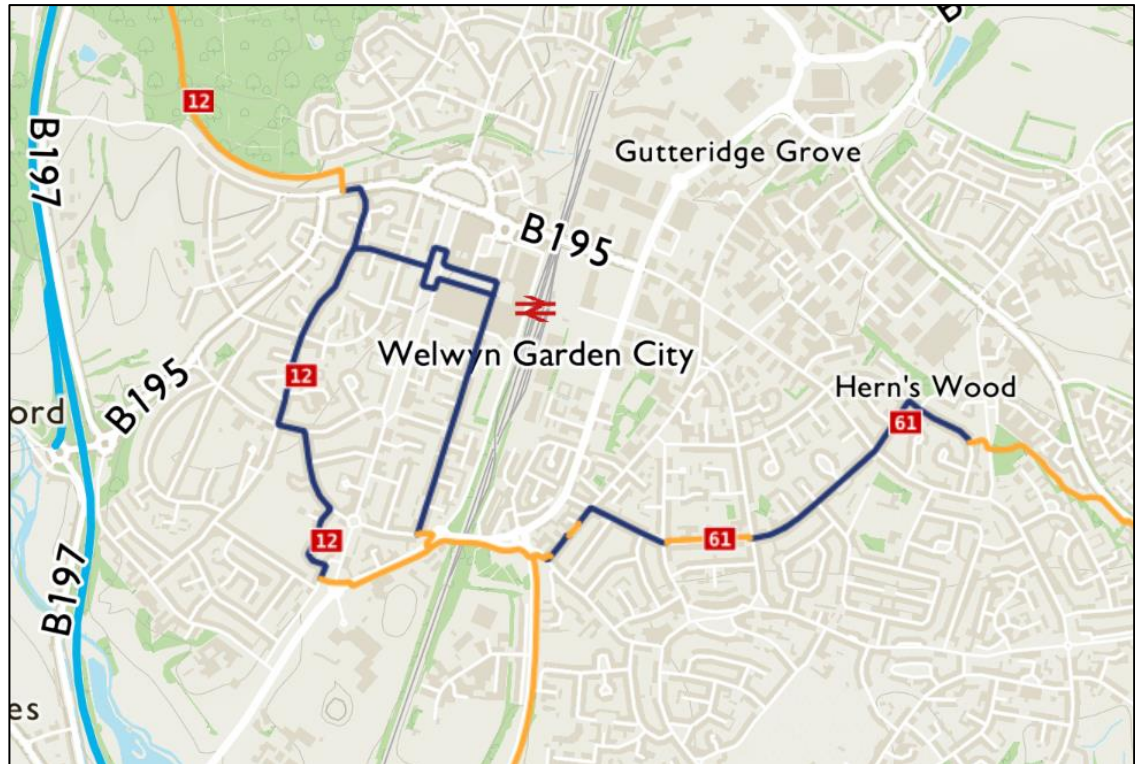 B
12
B197
Gutteridge Grove
B195
Welwyn Garden City
12
B195
Hern's Wood
ord
61
12
61
B197
es